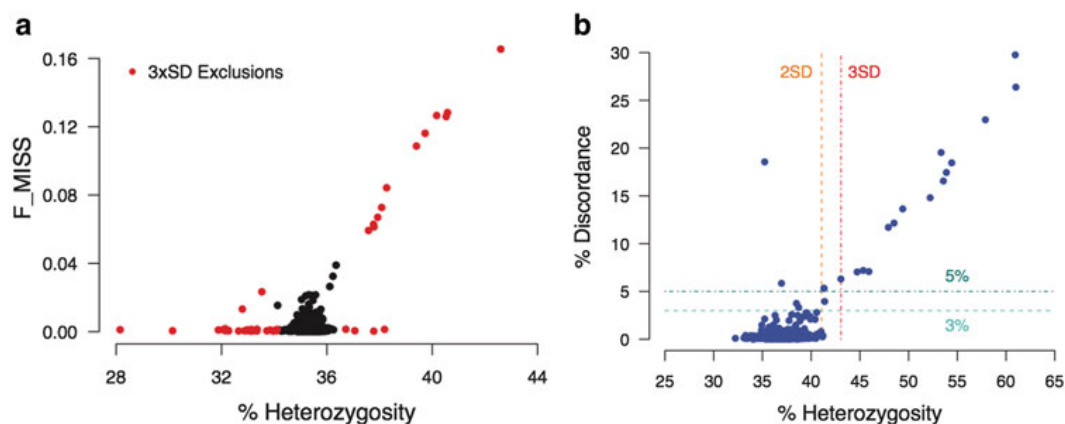 a
F_MISS
0.16
0.12
0.08
0.04
0.00
3xSD Exclusions
28 32 36 40 44
% Heterozygosity
b
% Discordance
30
25
20
15
10
5
0
2SD 3SD
5%
3%
25 30 35 40 45 50 55 60 65
% Heterozygosity